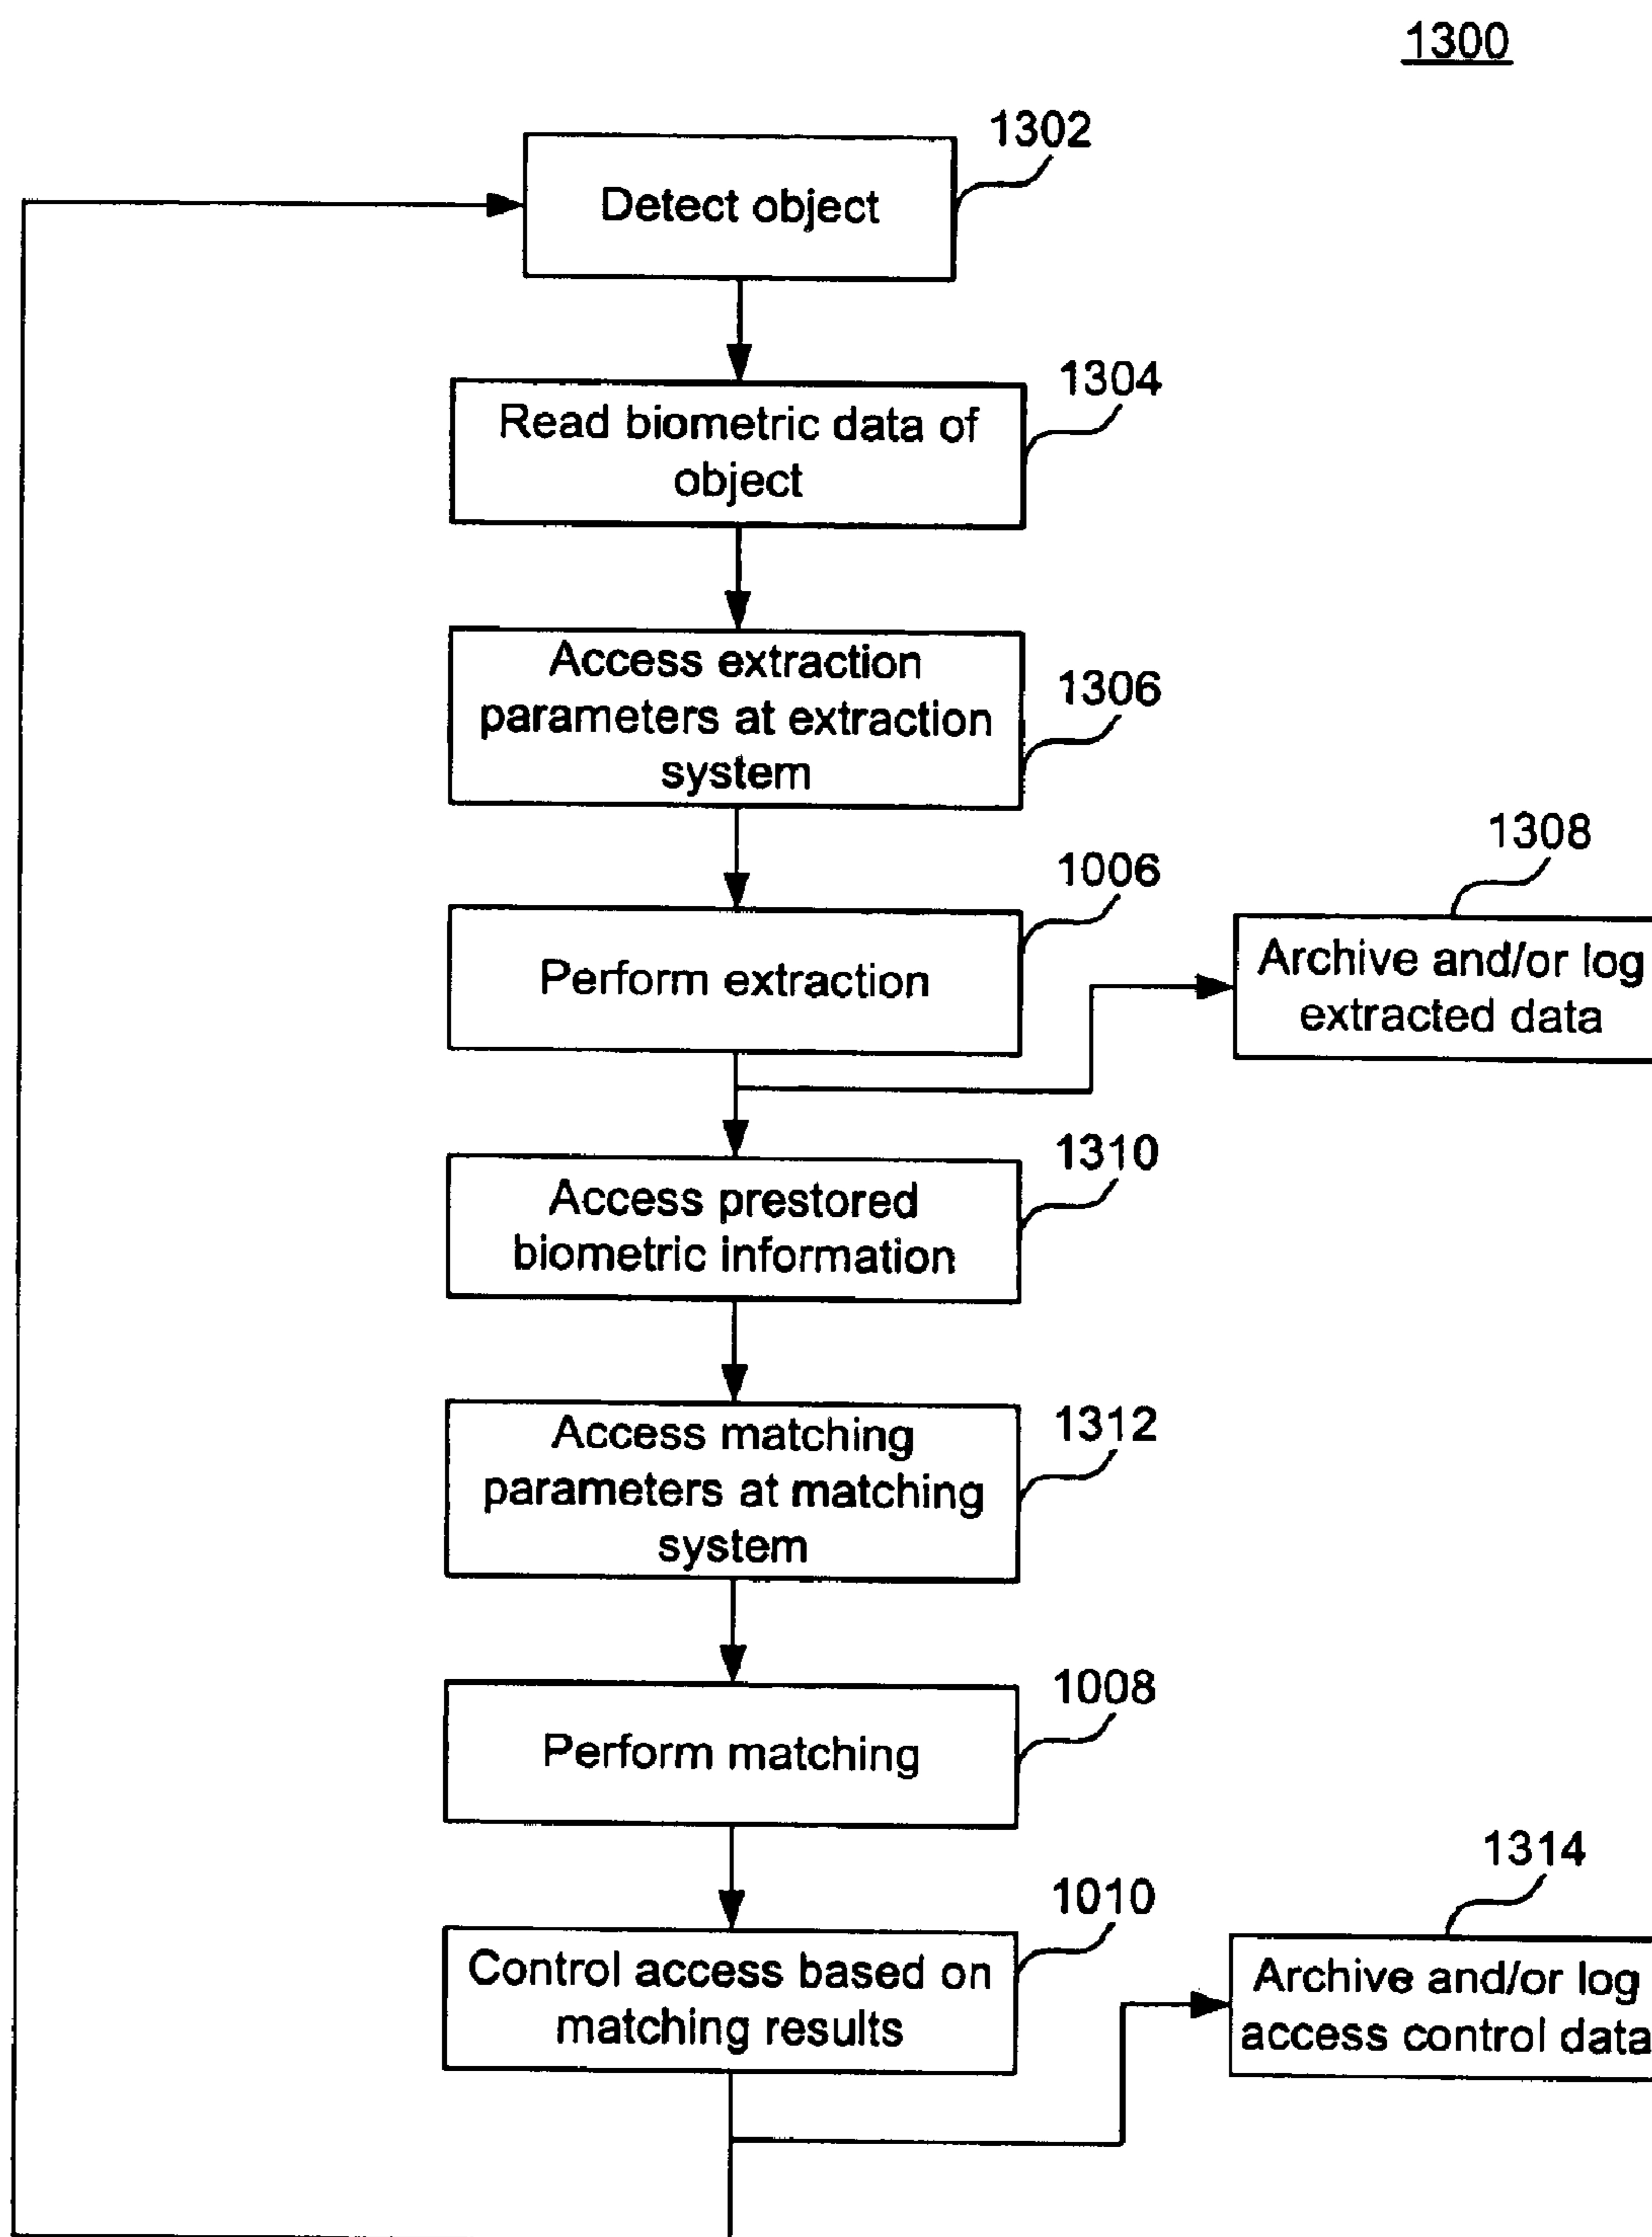 1300
1302
Detect object
1304
Read biometric data of
object
1306
Access extraction
parameters at extraction
system
1006
Perform extraction
1308
Archive and/or log
extracted data
1310
Access prestored
biometric information
1312
Access matching
parameters at matching
system
1008
Perform matching
1010
Control access based on
matching results
1314
Archive and/or log
access control data